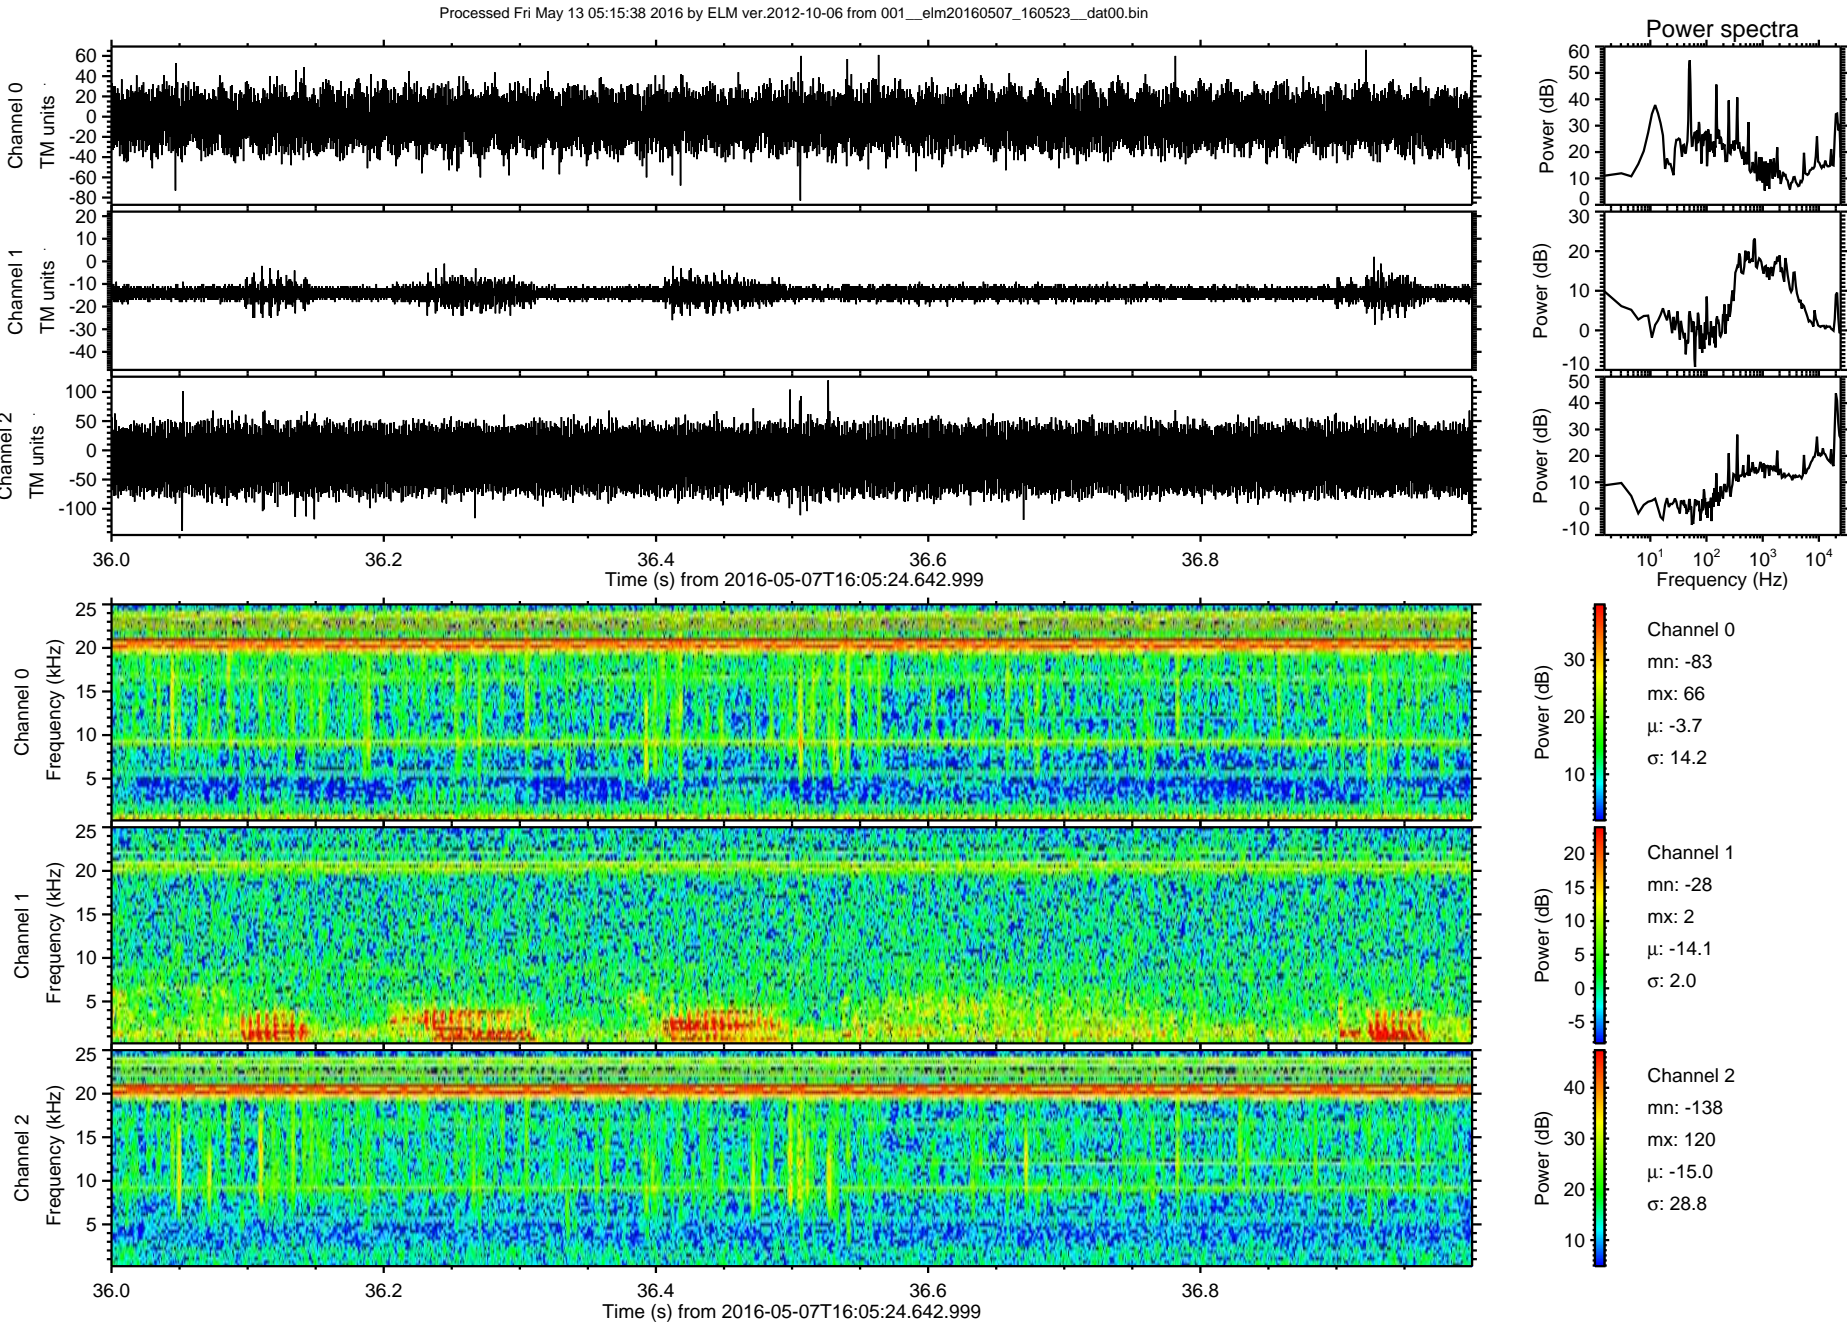 Processed Fri May 13 05:15:38 2016 by ELM ver.2012-10-06 from 001__elm20160507_160523__dat00.bin
Power spectra
Channel 0
TM units
60
40
20
0
-20
-40
-60
-80
Power (dB)
60
50
40
30
20
10
0
Channel 1
TM units
20
10
0
-10
-20
-30
-40
Power (dB)
30
20
10
0
-10
Channel 2
TM units
100
50
0
-50
-100
Power (dB)
50
40
30
20
10
0
-10
36.0 36.2 36.4 36.6 36.8
Time (s) from 2016-05-07T16:05:24.642.999
10^1 10^2 10^3 10^4
Frequency (Hz)
Channel 0
Frequency (kHz)
25
20
15
10
5
Power (dB)
30
20
10
Channel 0
mn: -83
mx: 66
μ: -3.7
σ: 14.2
Channel 1
Frequency (kHz)
25
20
15
10
5
Power (dB)
20
15
10
5
0
-5
Channel 1
mn: -28
mx: 2
μ: -14.1
σ: 2.0
Channel 2
Frequency (kHz)
25
20
15
10
5
Power (dB)
40
30
20
10
Channel 2
mn: -138
mx: 120
μ: -15.0
σ: 28.8
36.0 36.2 36.4 36.6 36.8
Time (s) from 2016-05-07T16:05:24.642.999